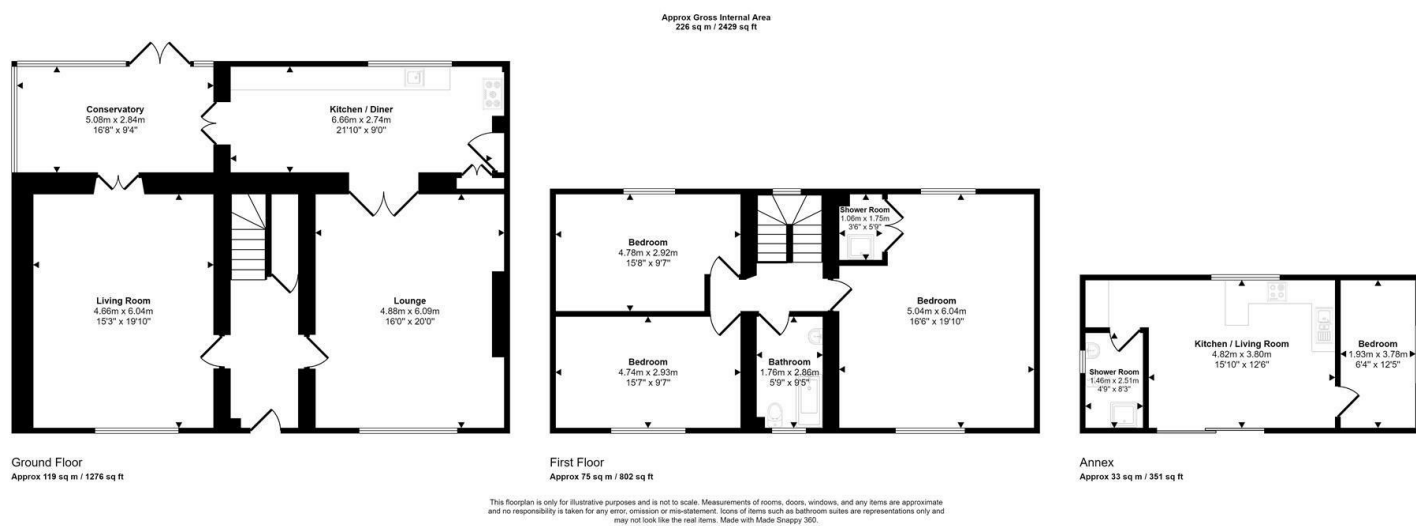 Approx Gross Internal Area
226 sq m / 2429 sq ft
Conservatory
5.08m x 2.84m
16'8" x 9'4"
Kitchen / Diner
6.66m x 2.74m
21'10" x 9'0"
Living Room
4.66m x 6.04m
15'3" x 19'10"
Lounge
4.88m x 6.09m
16'0" x 20'0"
Ground Floor
Approx 119 sq m / 1276 sq ft
Bedroom
4.78m x 2.92m
15'8" x 9'7"
Shower Room
1.06m x 1.75m
3'6" x 5'9"
Bedroom
5.04m x 6.04m
16'6" x 19'10"
Bedroom
4.74m x 2.93m
15'7" x 9'7"
Bathroom
1.76m x 2.86m
5'9" x 9'5"
First Floor
Approx 75 sq m / 802 sq ft
Kitchen / Living Room
4.82m x 3.80m
15'10" x 12'6"
Bedroom
1.93m x 3.78m
6'4" x 12'5"
Shower Room
1.46m x 2.51m
4'9" x 8'3"
Annex
Approx 33 sq m / 351 sq ft
This floorplan is only for illustrative purposes and is not to scale. Measurements of rooms, doors, windows, and any items are approximate
and no responsibility is taken for any error, omission or mis-statement. Icons of items such as bathroom suites are representations only and
may not look like the real items. Made with Made Snappy 360.